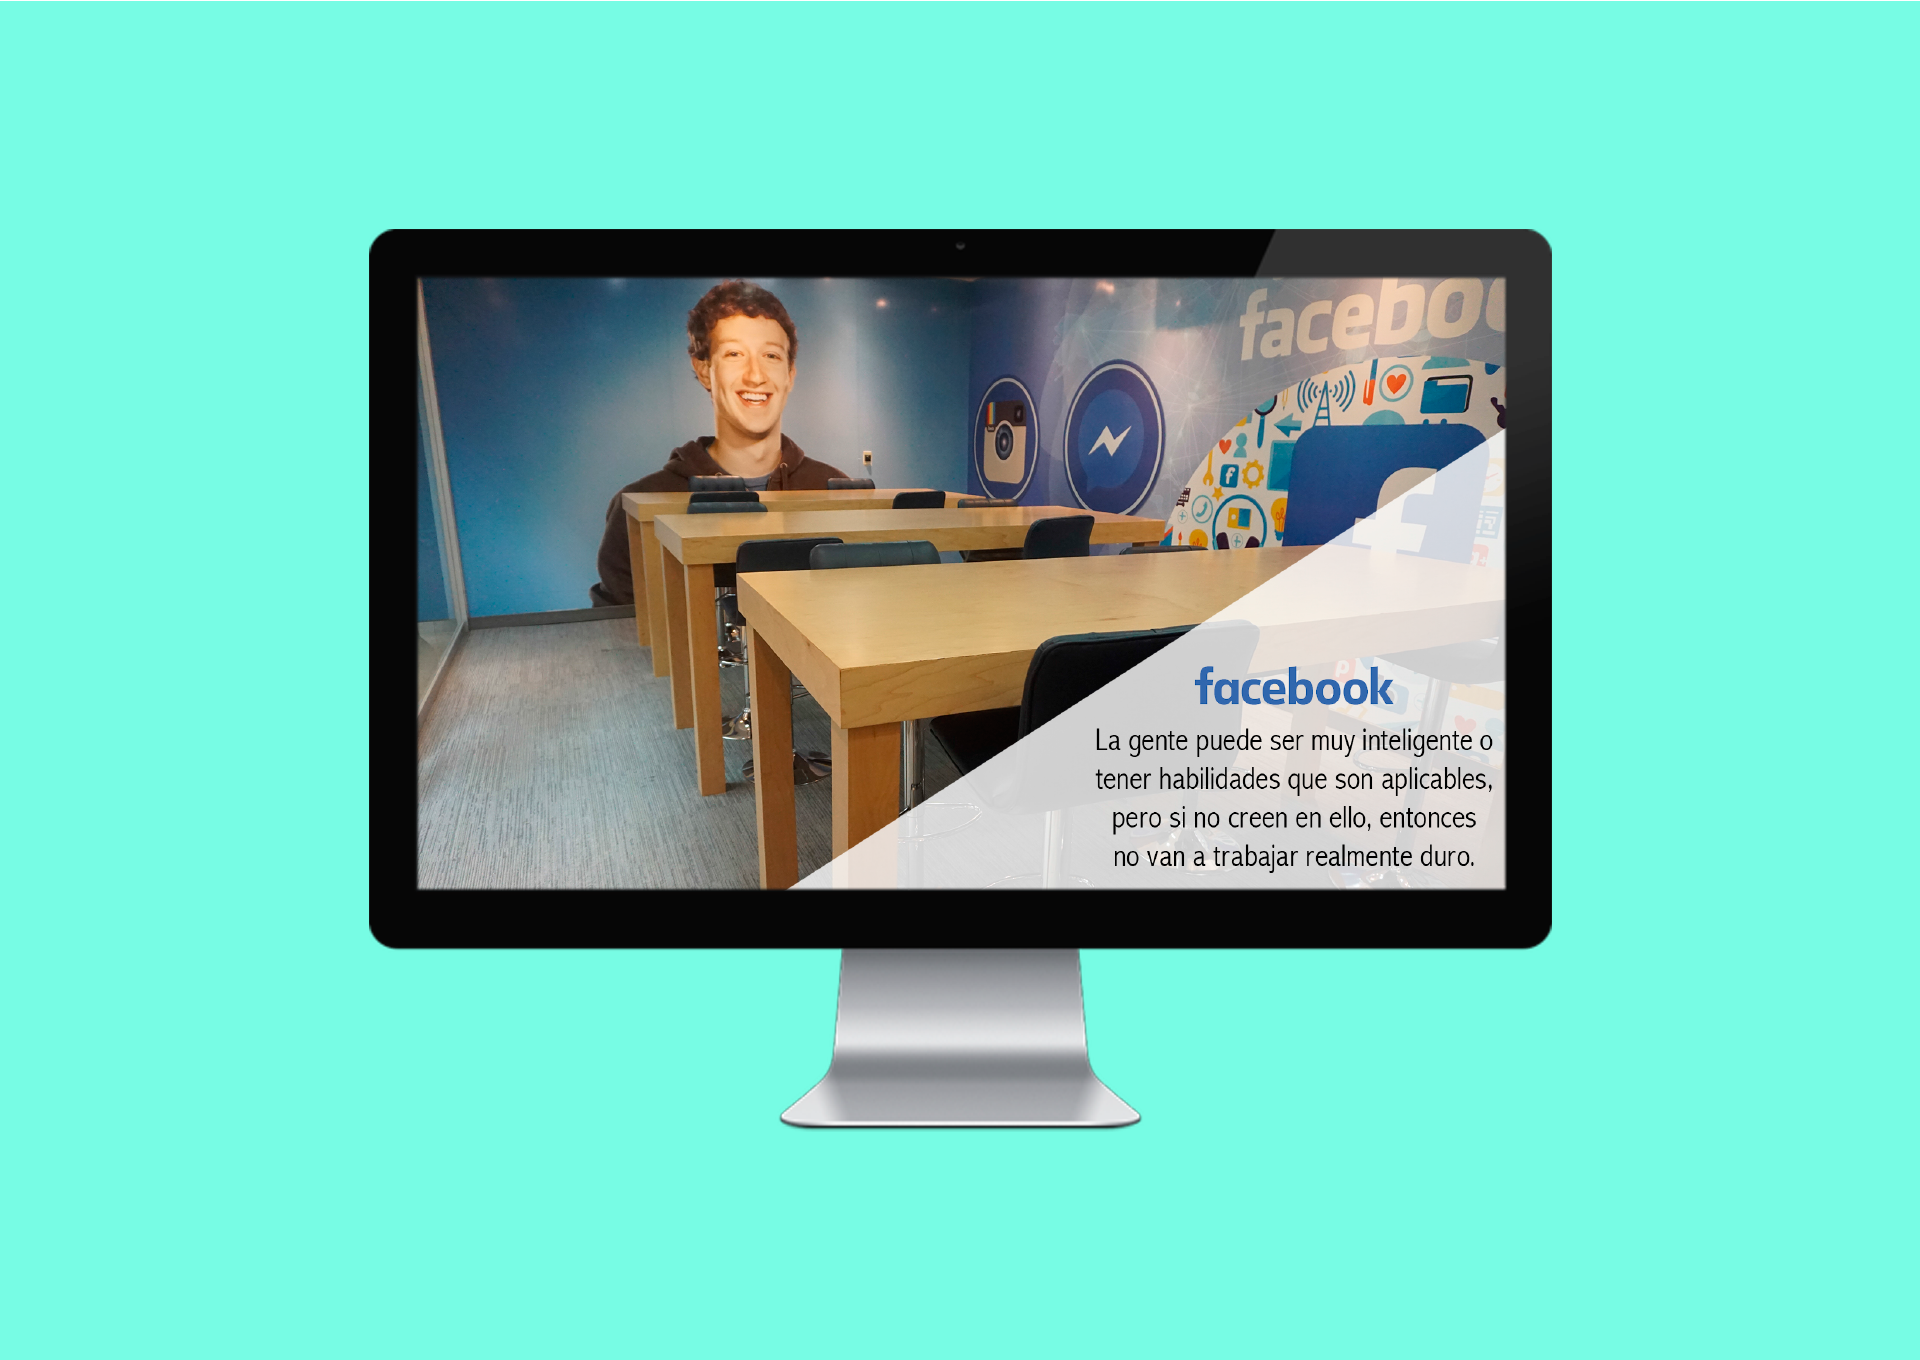 faceboo
facebook
La gente puede ser muy inteligente o
tener habilidades que son aplicables,
pero si no creen en ello, entonces
no van a trabajar realmente duro.